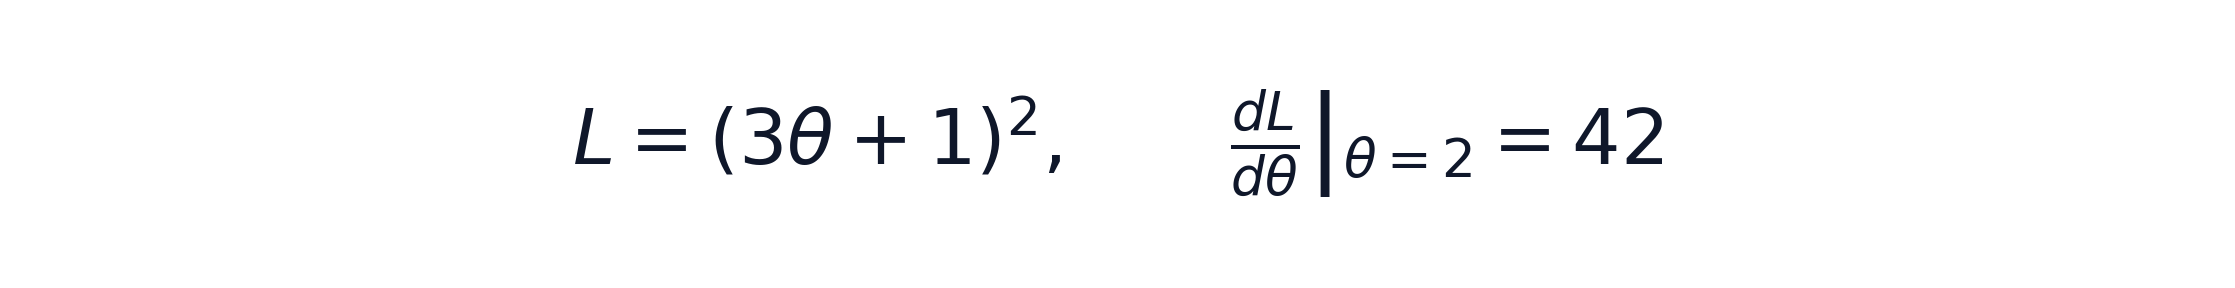 L = (3θ + 1)², dL/dθ |θ = 2 = 42